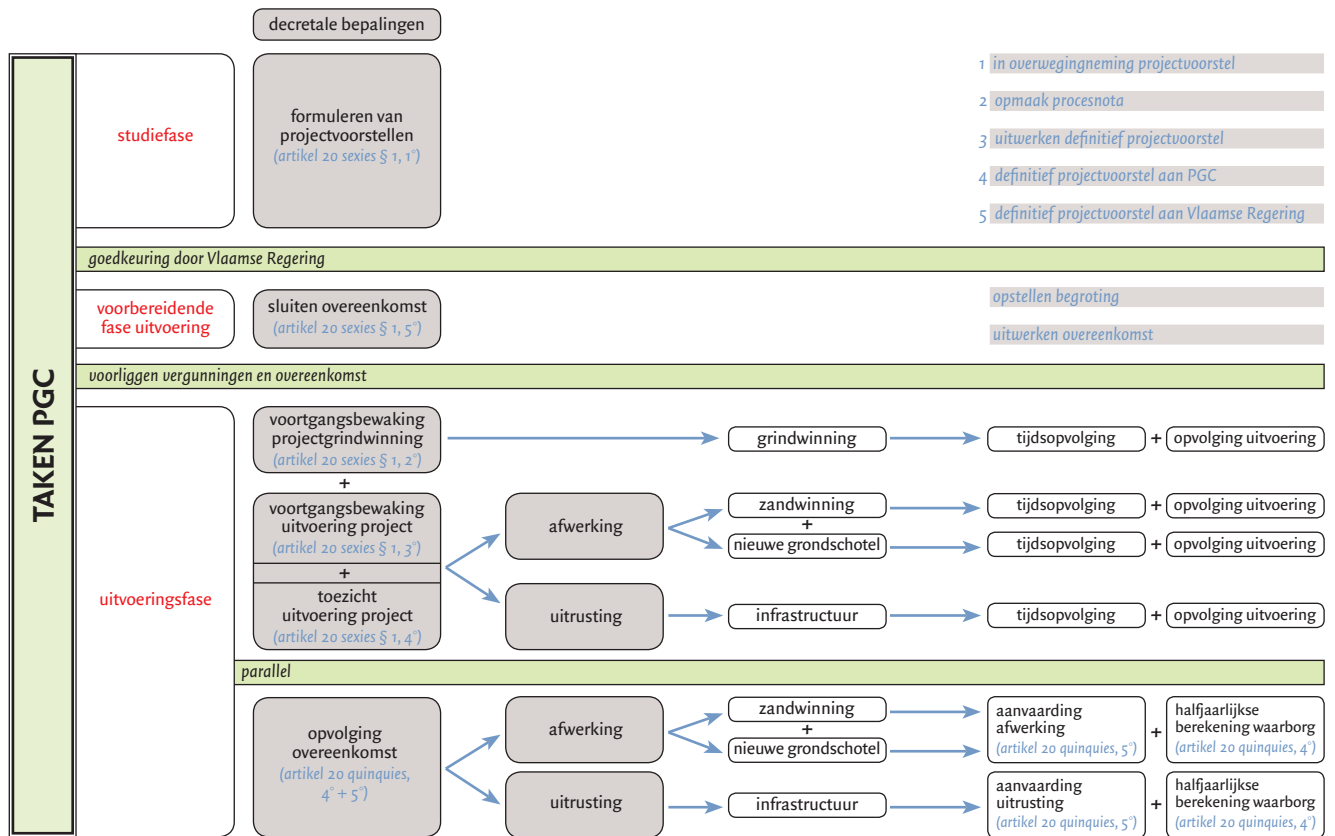 decretale bepalingen
TAKEN PGC
studiefase
formuleren van
projectvoorstellen
(artikel 20 sexies § 1, 1°)
1 in overwegingneming projectvoorstel
2 opmaak procesnota
3 uitwerken definitief projectvoorstel
4 definitief projectvoorstel aan PGC
5 definitief projectvoorstel aan Vlaamse Regering
goedkeuring door Vlaamse Regering
voorbereidende
fase uitvoering
sluiten overeenkomst
(artikel 20 sexies § 1, 5°)
opstellen begroting
uitwerken overeenkomst
voorliggen vergunningen en overeenkomst
uitvoeringsfase
voortgangsbewaking
projectgrindwinning
(artikel 20 sexies § 1, 2°)
grindwinning
tijdsopvolging + opvolging uitvoering
+
voortgangsbewaking
uitvoering project
(artikel 20 sexies § 1, 3°)
+
toezicht
uitvoering project
(artikel 20 sexies § 1, 4°)
afwerking
zandwinning
tijdsopvolging + opvolging uitvoering
+
nieuwe grondschotel
tijdsopvolging + opvolging uitvoering
uitrusting
infrastructuur
tijdsopvolging + opvolging uitvoering
parallel
opvolging
overeenkomst
(artikel 20 quinquies,
4° + 5°)
afwerking
zandwinning
+
nieuwe grondschotel
aanvaarding
afwerking
(artikel 20 quinquies, 5°)
+
halfjaarlijkse
berekening waarborg
(artikel 20 quinquies, 4°)
uitrusting
infrastructuur
aanvaarding
uitrusting
(artikel 20 quinquies, 5°)
+
halfjaarlijkse
berekening waarborg
(artikel 20 quinquies, 4°)